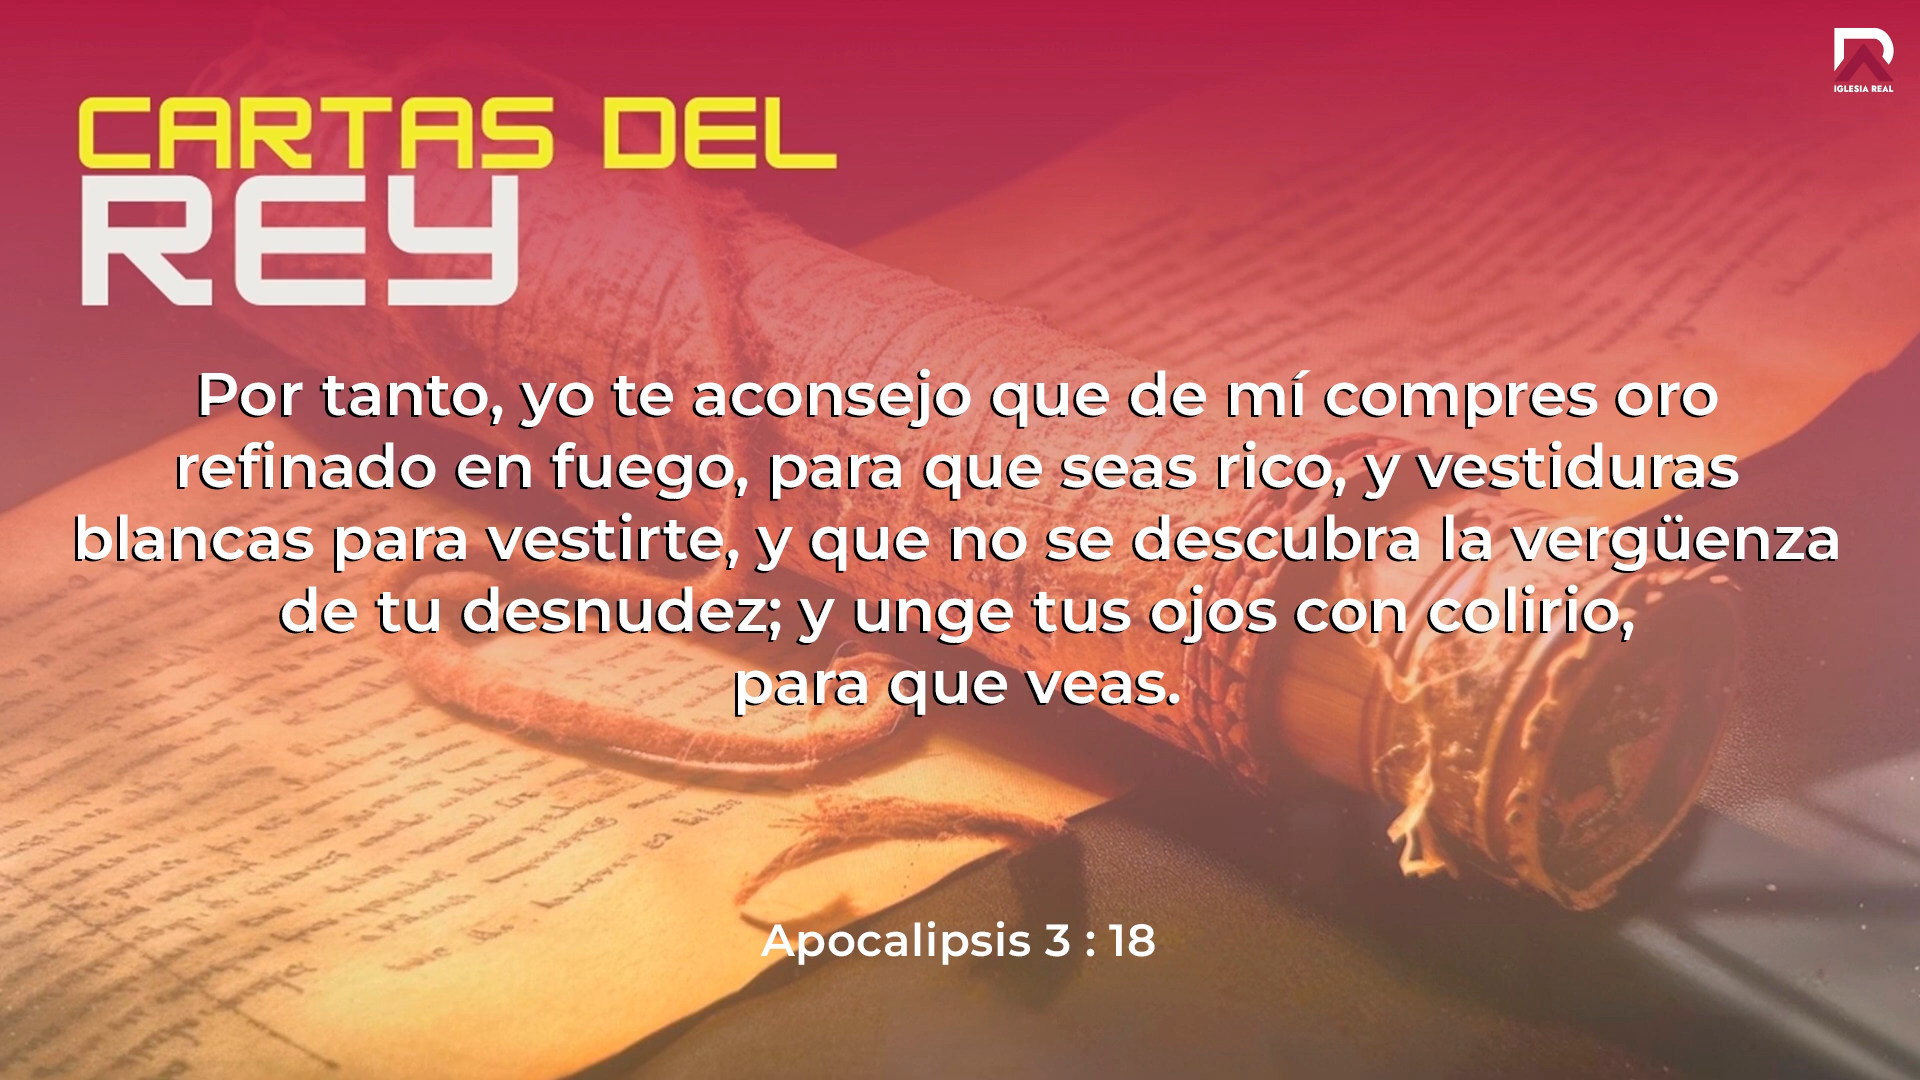 CARTAS DEL
REY
IGLESIA REAL
Por tanto, yo te aconsejo que de mí compres oro
refinado en fuego, para que seas rico, y vestiduras
blancas para vestirte, y que no se descubra la vergüenza
de tu desnudez; y unge tus ojos con colirio,
para que veas.
Apocalipsis 3 : 18